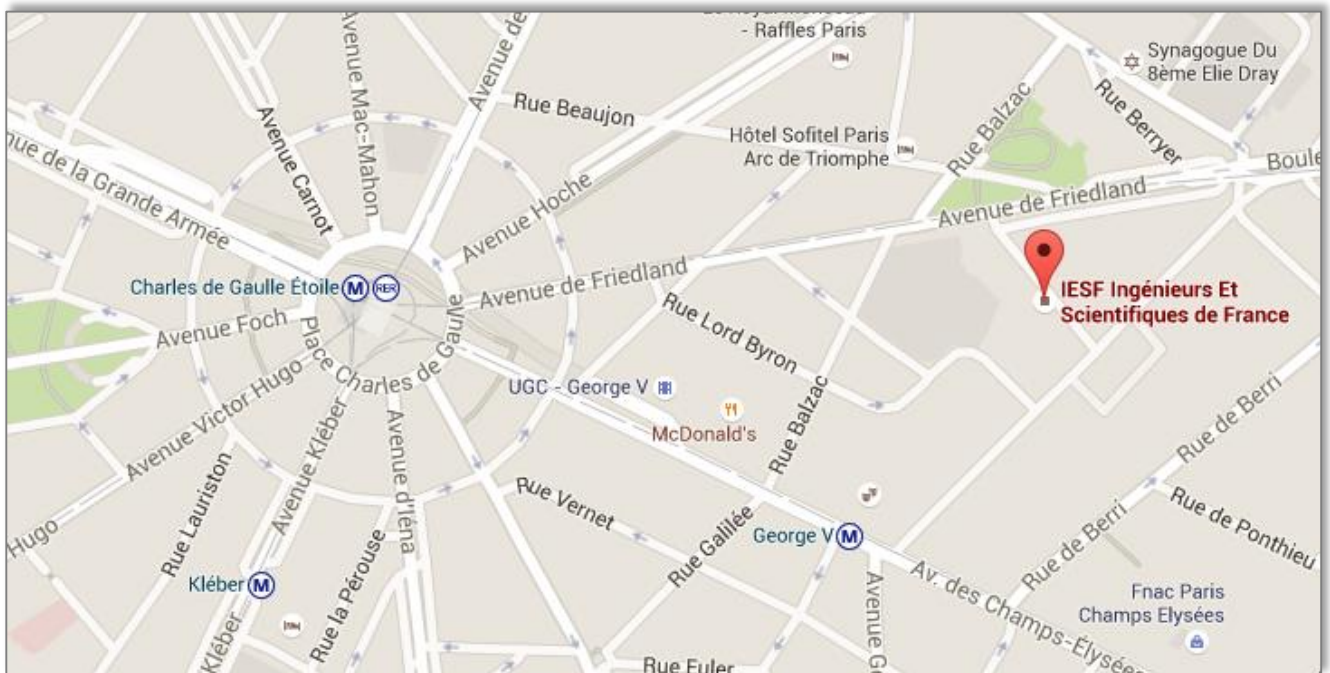 - Raffles Paris
Synagogue Du
8ème Elie Dray
Avenue Mac-Mahon
Avenue de
Rue Beaujon
Avenue Carnot
Hôtel Sofitel Paris
Arc de Triomphe
Rue Balzac
Rue Berryer
Boule
nue de la Grande Armée
Avenue Hoche
Avenue de Friedland
Charles de Gaulle Étoile
M
RER
Avenue de Friedland
IESF Ingénieurs Et
Scientifiques de France
Avenue Foch
Place Charles de Gaulle
Rue Lord Byron
UGC - George V
McDonald's
Avenue Victor Hugo
Avenue Kléber
Avenue d'Iéna
Rue Balzac
Rue de Berri
Rue Lauriston
Rue Vernet
Rue Galilée
George V
M
Rue de Ponthieu
Hugo
Kléber
M
Rue la Pérouse
Rue de Berri
Av. des Champs-Élysées
Fnac Paris
Champs Elysées
Kléber
Avenue Ge
Rue Euler